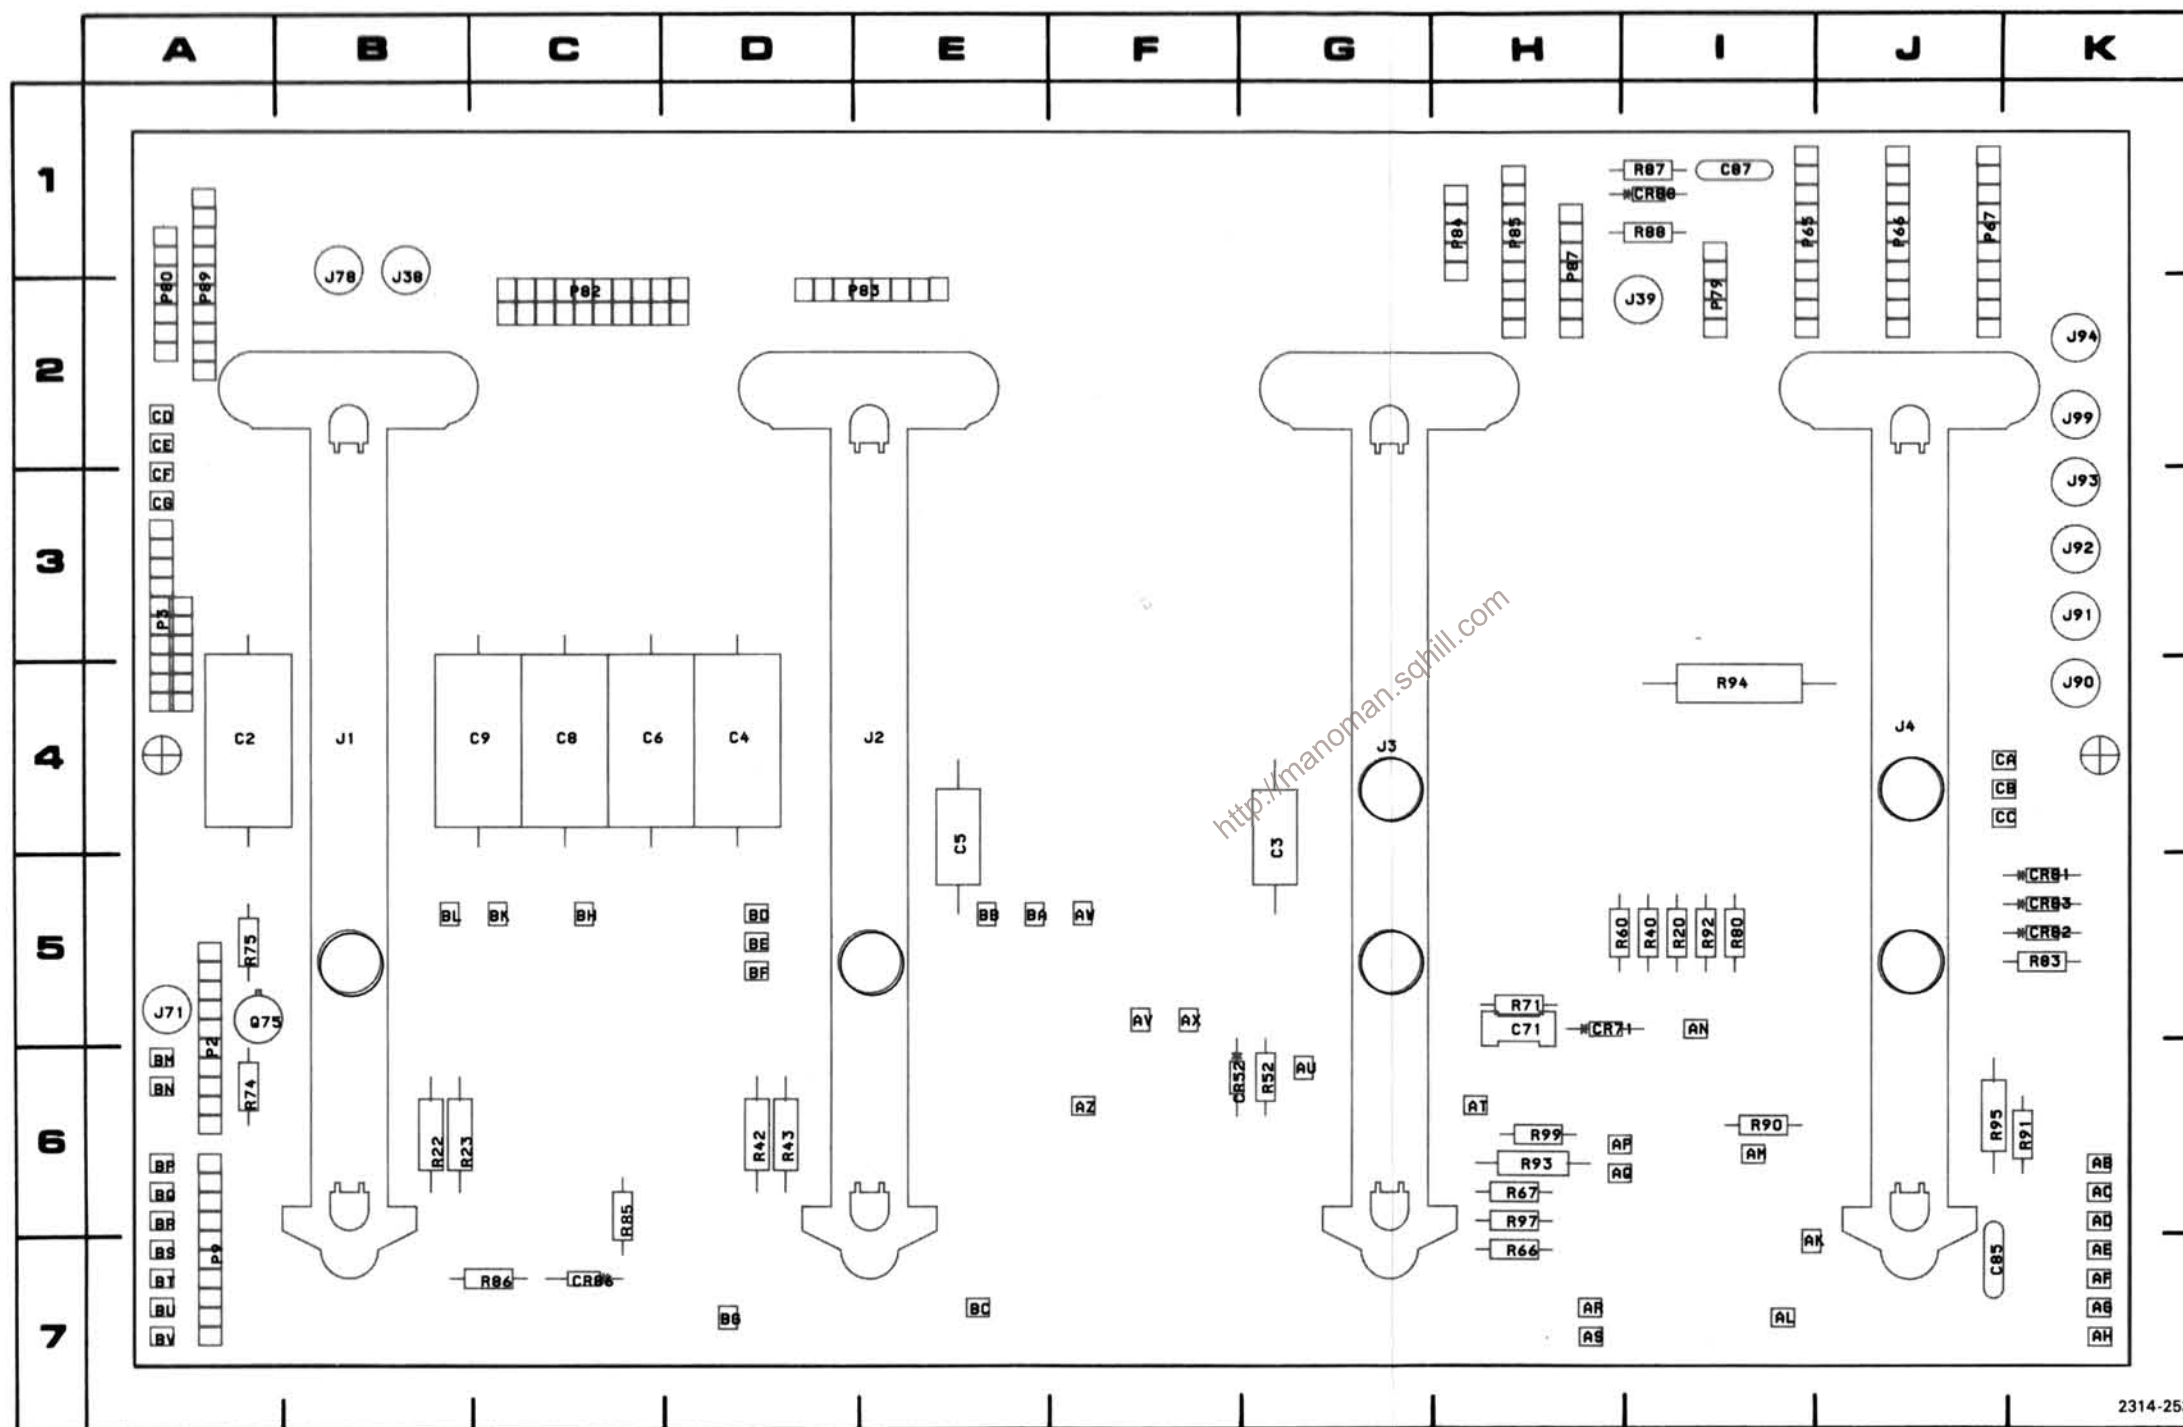 A B C D E F G H I J K
1
R87 C87
CR88
P84 P85 P65 P66 P67
R88
P87
P80 P89 J78 J38 P82 P83 J39 P79
J94
2
CD J99
CE
CF J93
CG
3 J92
P3 J91
R94 J90
C2 J1 C9 C8 C6 C4 J2 J3 J4
4 CA
CB
CC
C5 C3
CR81
BL BK BH BD BB BA AW CR83
R75 R60 R40 R20 R92 R80
5 BE CR82
BF R83
R71
J71 Q75 AV AX C71 CR71 AN
P2
BM AU
BN R74 CR52 R52
AZ AT
R95 R91
R90
6 R22 R23 R42 R43 R99 AP
AM
BP R93 AQ AB
BQ R67 AC
BR R85 R97 AD
AK
BS P9 R66 AE
C85
BT R86 CR86 AF
BU BC AR AG
BG AL
7
BV AS AH
2314-25
http://manoman.sqhill.com